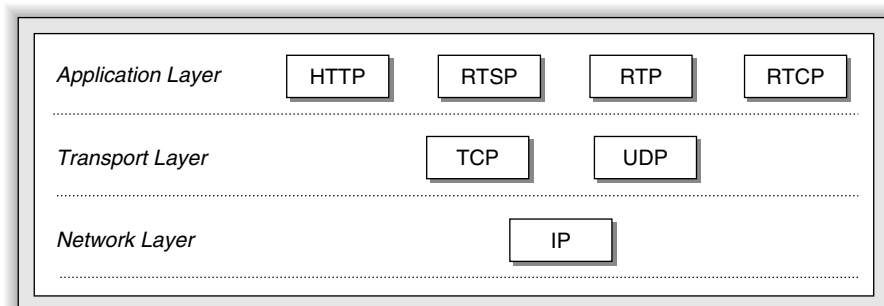 Application Layer HTTP RTSP RTP RTCP
Transport Layer TCP UDP
Network Layer IP